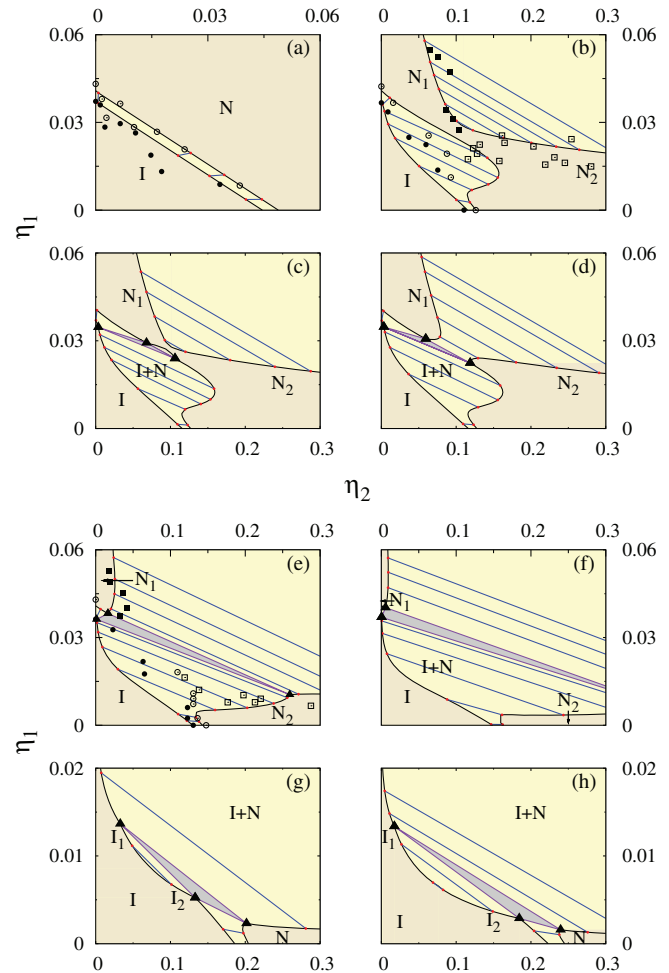 0 0.03 0.06 0 0.1 0.2 0.3
0.06 (a) (b) 0.06
N N₁
0.03 0.03
I I N₂
0 0
0.06 (c) (d) 0.06
N₁ N₁
0.03 0.03
I+N I+N
I N₂ I N₂
0 0
0 0.1 0.2 0.3 0 0.1 0.2 0.3
η₁
η₂
0 0.1 0.2 0.3 0 0.1 0.2 0.3
0.06 (e) (f) 0.06
N₁ N₁
0.03 0.03
I+N
I N₂ I N₂
0 0
η₁
0.02 (g) (h) 0.02
I+N I+N
0.01 I₁ I₁ 0.01
I I₂ N I I₂ N
0 0
0 0.1 0.2 0.3 0 0.1 0.2 0.3